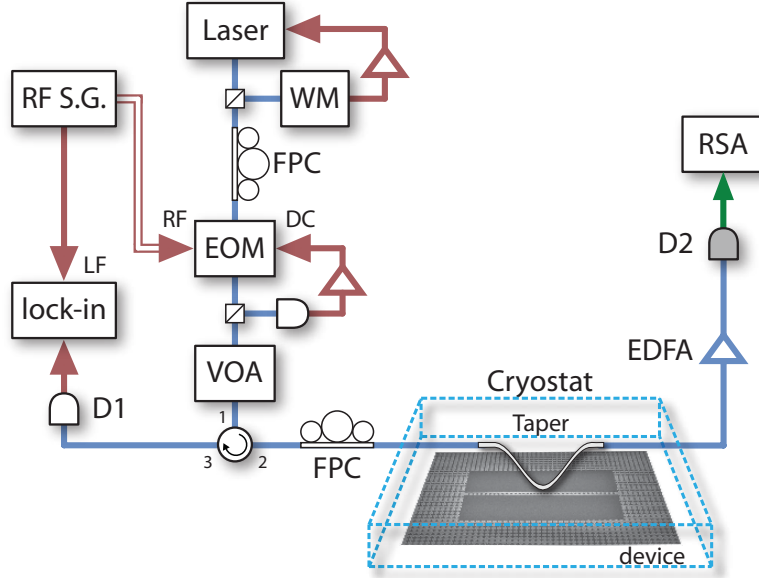 Laser
RF S.G.
WM
FPC
RSA
RF
DC
EOM
D2
LF
lock-in
EDFA
VOA
Cryostat
D1
1
Taper
3
2
FPC
device